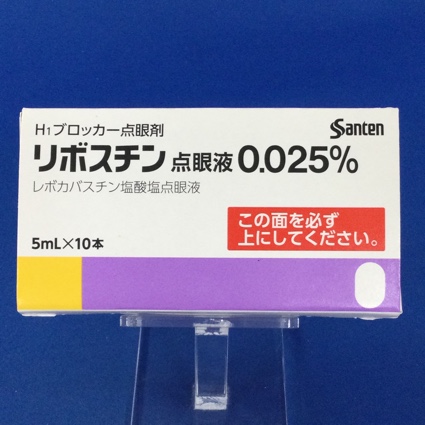 H1ブロッカー点眼剤
Santen
リボスチン 点眼液 0.025%
レボカバスチン塩酸塩点眼液
この面を必ず
上にしてください。
5mL×10本